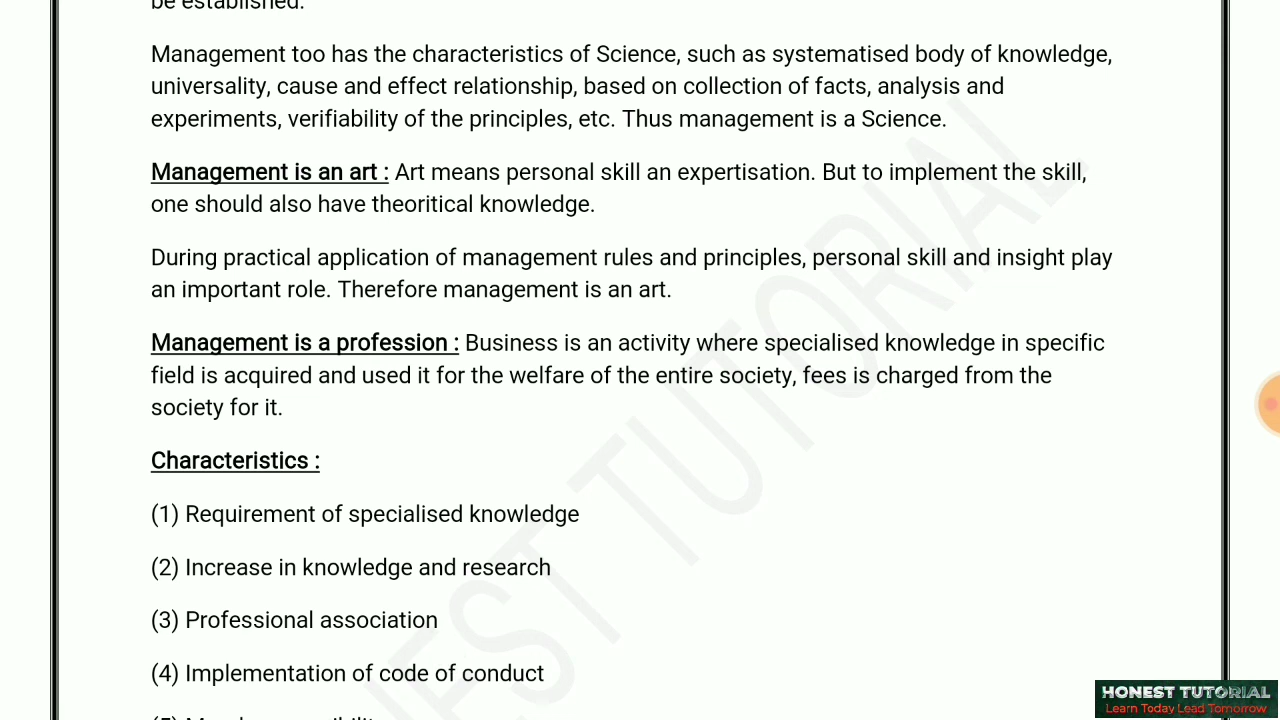 be established.
Management too has the characteristics of Science, such as systematised body of knowledge,
universality, cause and effect relationship, based on collection of facts, analysis and
experiments, verifiability of the principles, etc. Thus management is a Science.
Management is an art : Art means personal skill an expertisation. But to implement the skill,
one should also have theoritical knowledge.
During practical application of management rules and principles, personal skill and insight play
an important role. Therefore management is an art.
Management is a profession : Business is an activity where specialised knowledge in specific
field is acquired and used it for the welfare of the entire society, fees is charged from the
society for it.
Characteristics :
(1) Requirement of specialised knowledge
(2) Increase in knowledge and research
(3) Professional association
(4) Implementation of code of conduct
EST TUTORIAL
HONEST TUTORIAL
Learn Today Lead Tomorrow